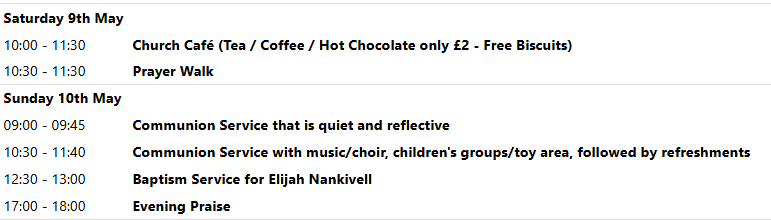 Saturday 9th May
10:00 - 11:30 Church Café (Tea / Coffee / Hot Chocolate only £2 - Free Biscuits)
10:30 - 11:30 Prayer Walk
Sunday 10th May
09:00 - 09:45 Communion Service that is quiet and reflective
10:30 - 11:40 Communion Service with music/choir, children's groups/toy area, followed by refreshments
12:30 - 13:00 Baptism Service for Elijah Nankivell
17:00 - 18:00 Evening Praise